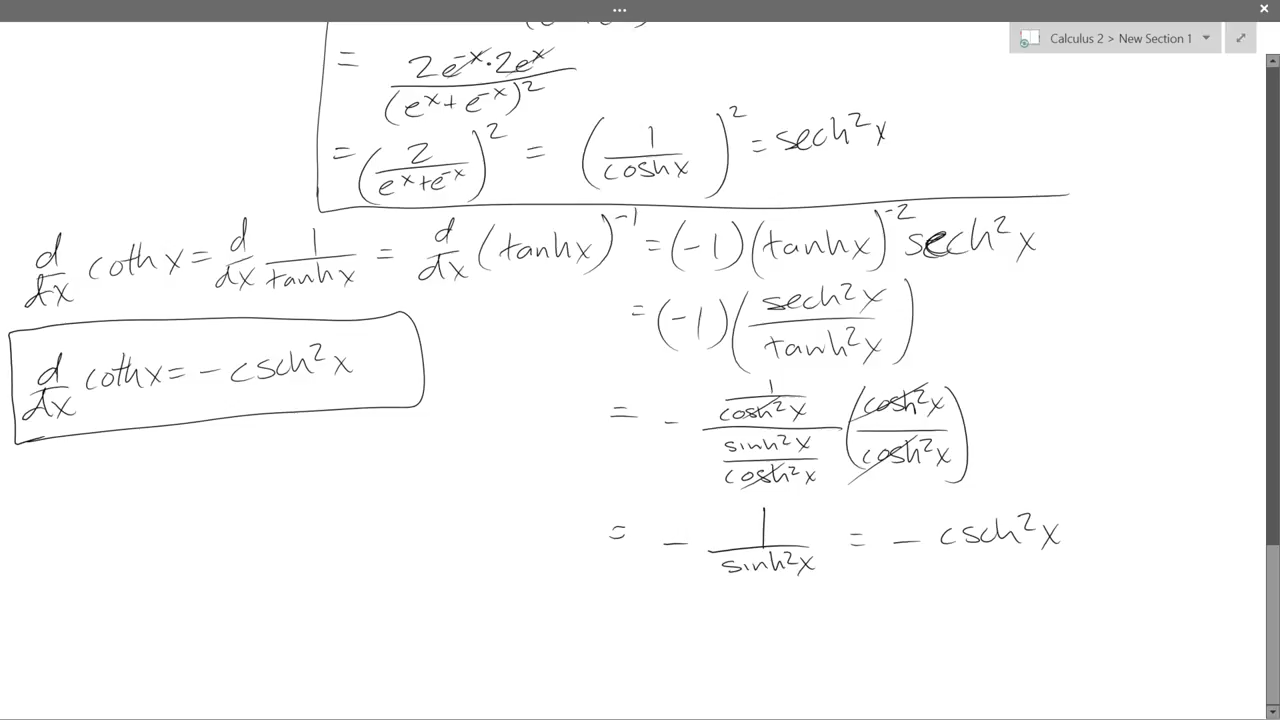 Calculus 2 > New Section 1
= 2e^-x · 2e^x / (e^x + e^-x)^2
= (2 / (e^x + e^-x))^2 = (1 / cosh x)^2 = sech^2 x
d/dx coth x = d/dx 1/tanh x = d/dx (tanh x)^-1 = (-1)(tanh x)^-2 sech^2 x
= (-1)(sech^2 x / tanh^2 x)
d/dx coth x = - csch^2 x
= - (1/cosh^2 x) / (sinh^2 x / cosh^2 x) (cosh^2 x / cosh^2 x)
= - 1/sinh^2 x = - csch^2 x